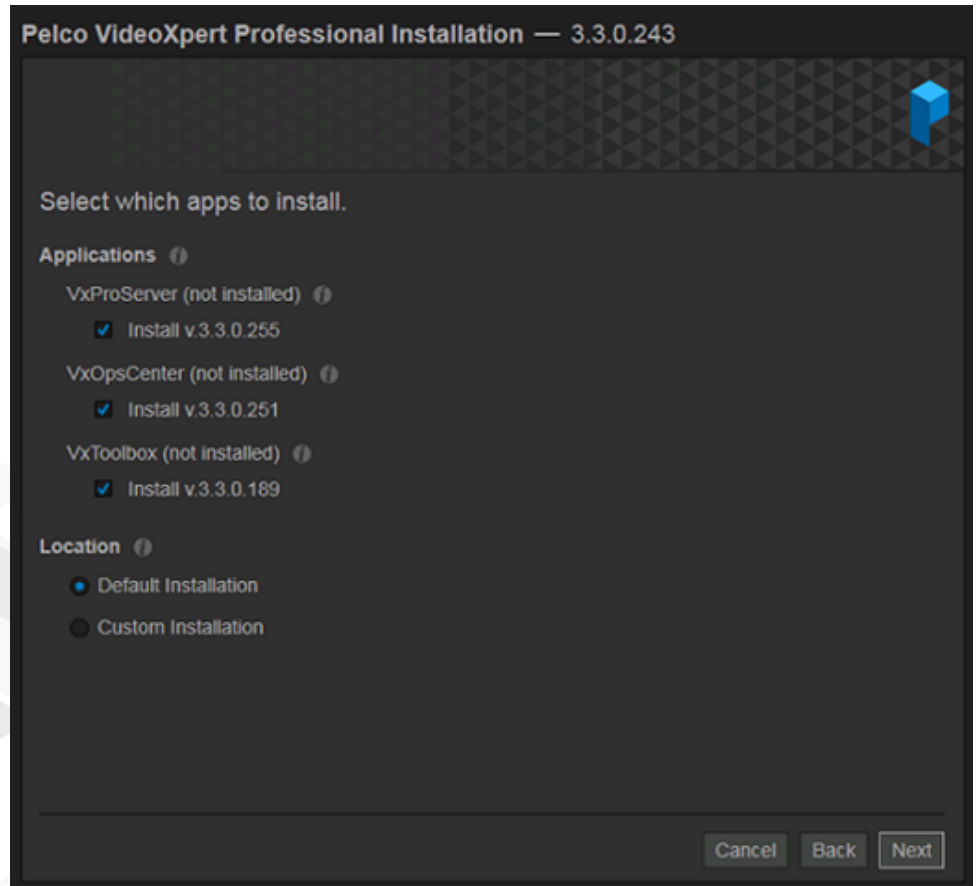 Pelco VideoXpert Professional Installation — 3.3.0.243
Select which apps to install.
Applications
VxProServer (not installed)
Install v.3.3.0.255
VxOpsCenter (not installed)
Install v.3.3.0.251
VxToolbox (not installed)
Install v.3.3.0.189
Location
Default Installation
Custom Installation
Cancel Back Next